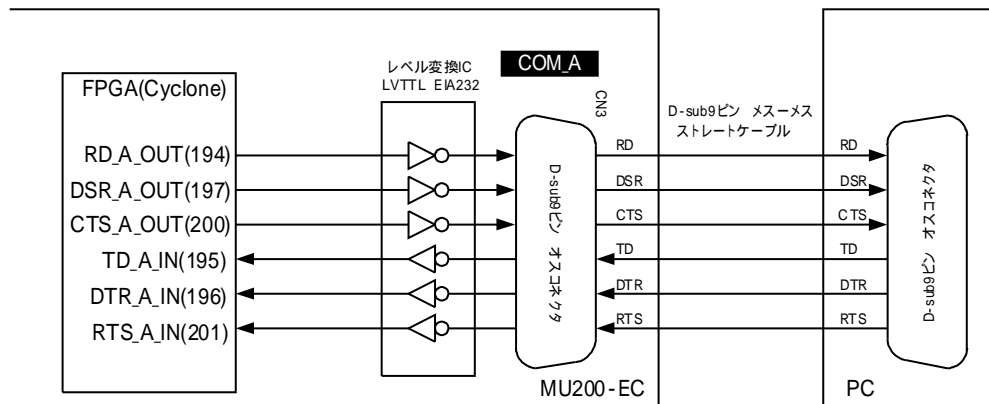 レベル変換IC
LVTTL EIA232
COM_A
FPGA(Cyclone)
CN3
D-sub9ピン メスーメス
ストレートケーブル
RD_A_OUT(194)
DSR_A_OUT(197)
CTS_A_OUT(200)
TD_A_IN(195)
DTR_A_IN(196)
RTS_A_IN(201)
D-sub9ピン オスコネクタ
RD
DSR
CTS
TD
DTR
RTS
RD
DSR
CTS
TD
DTR
RTS
D-sub9ピン オスコネクタ
MU200-EC
PC